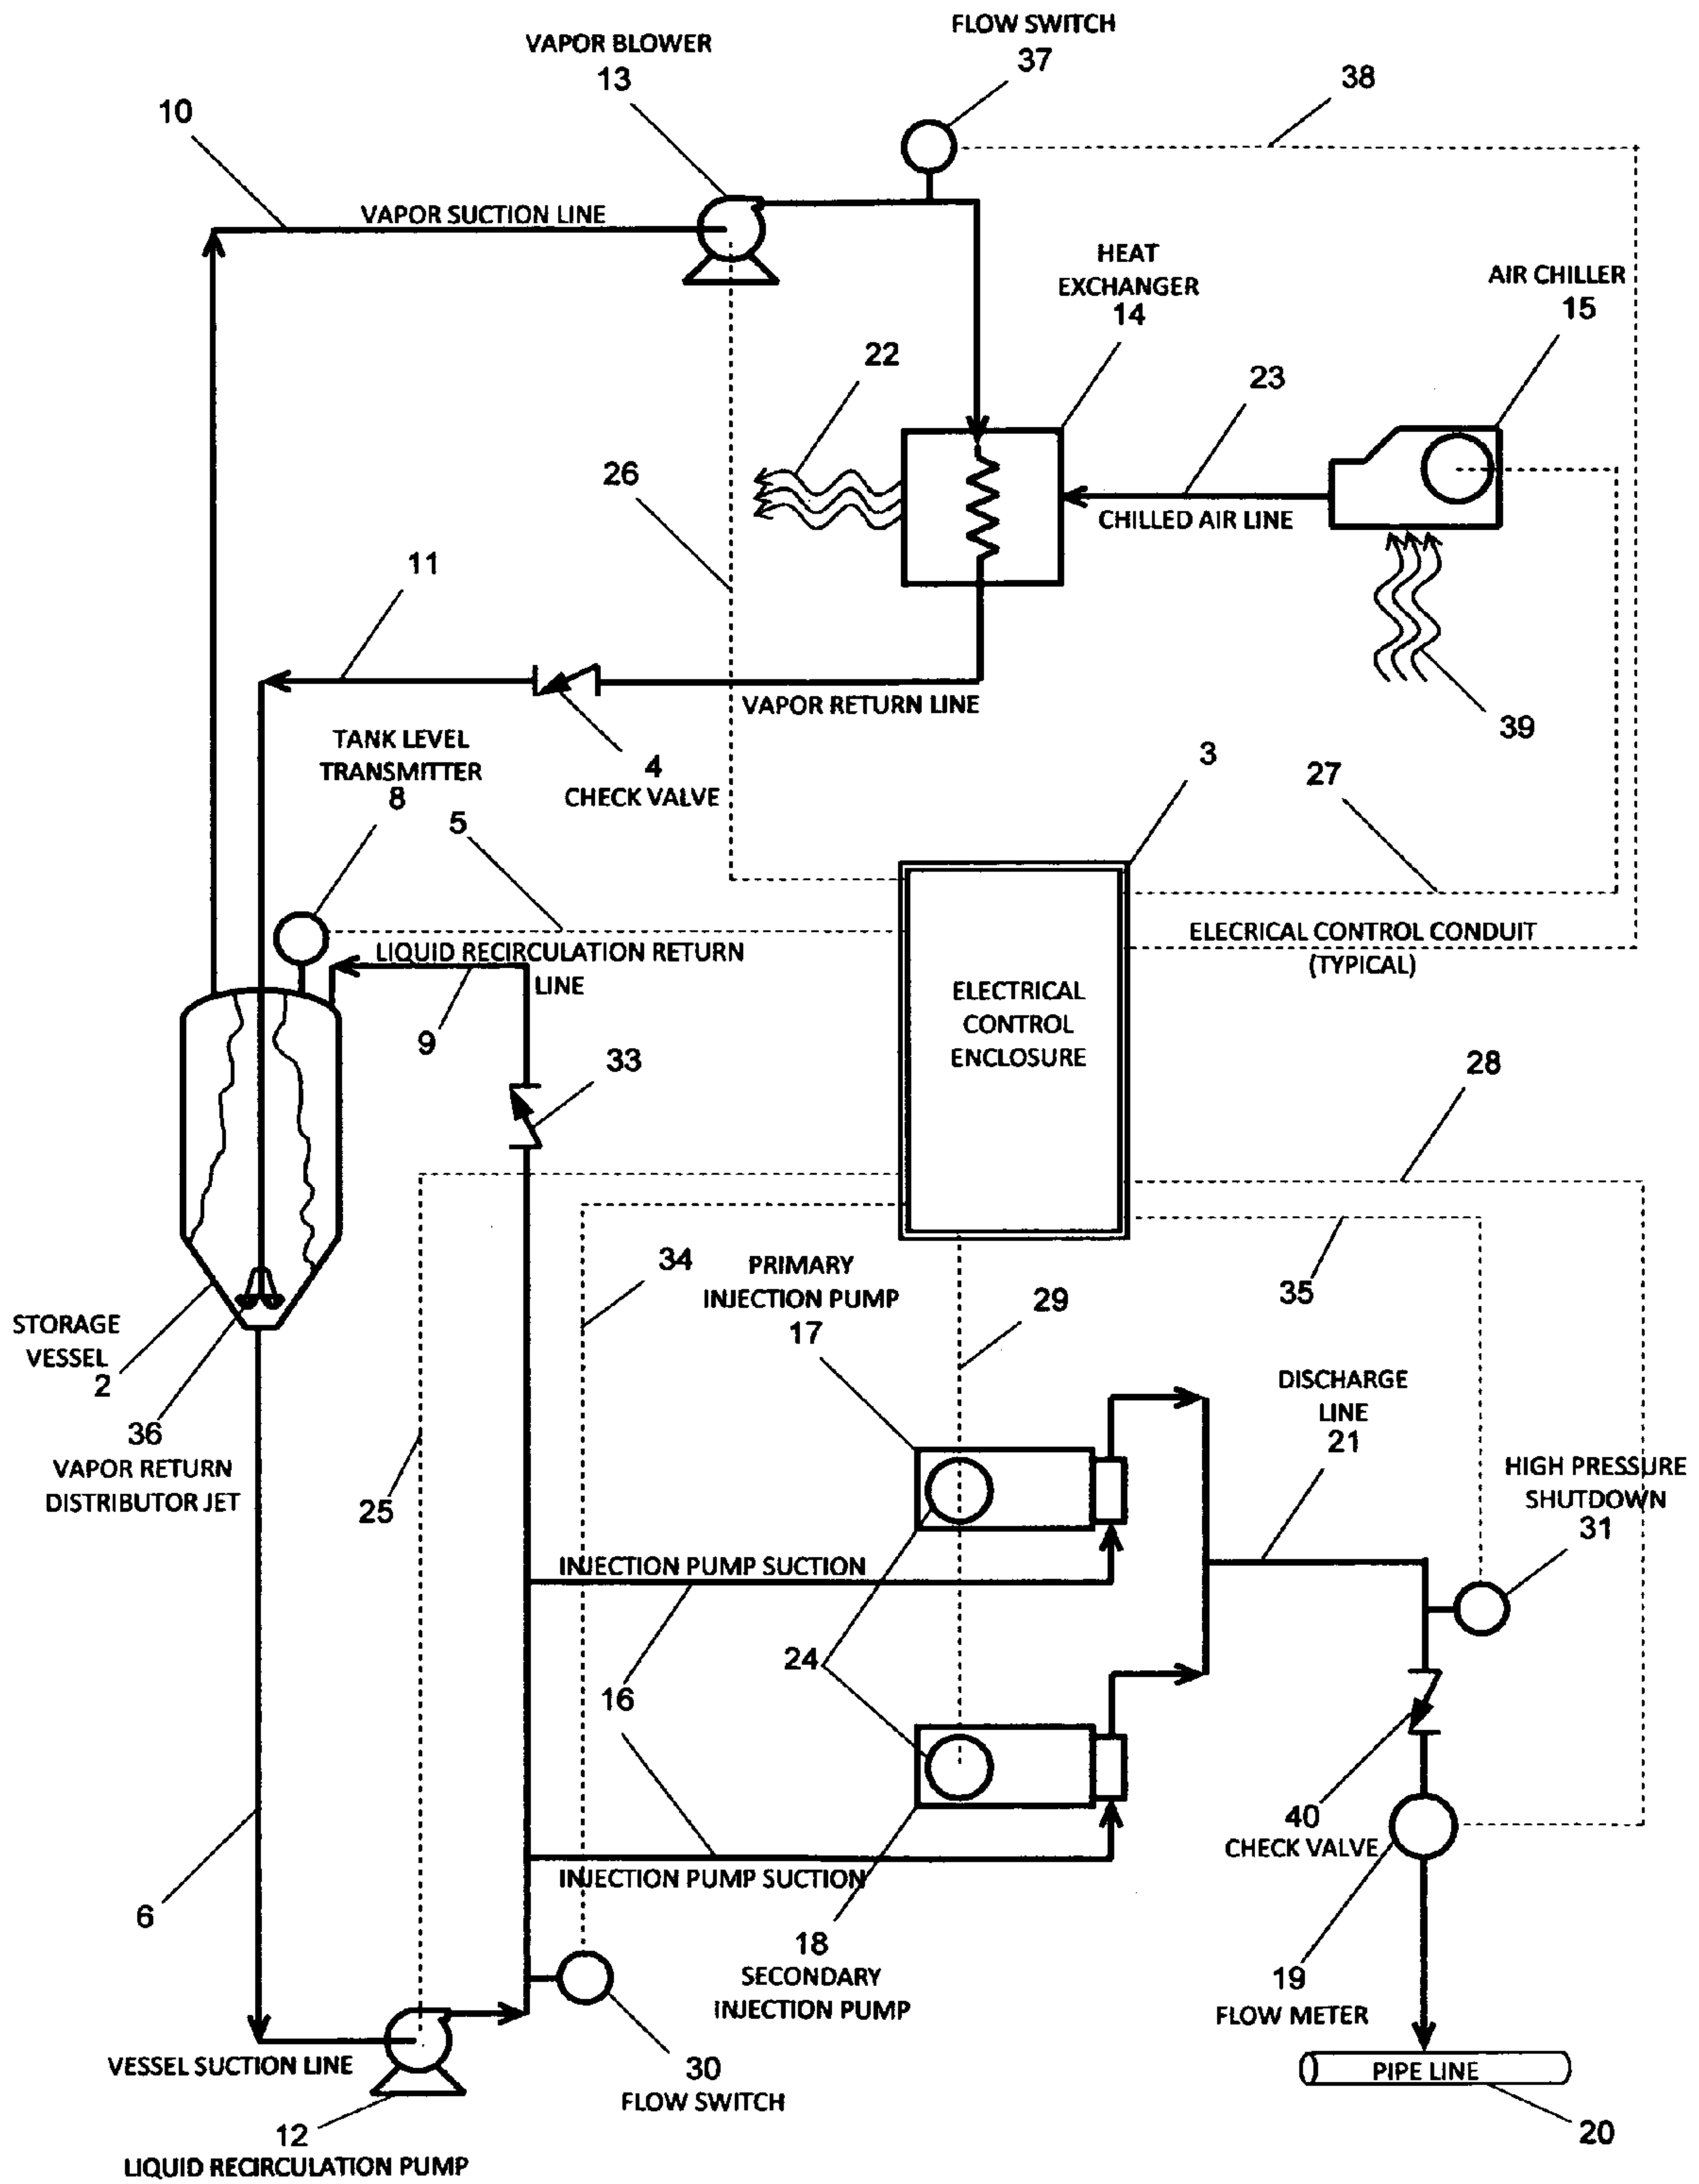 FLOW SWITCH
37
VAPOR BLOWER
13
38
10
VAPOR SUCTION LINE
HEAT
EXCHANGER
14
AIR CHILLER
15
22
23
26
CHILLED AIR LINE
11
VAPOR RETURN LINE
39
TANK LEVEL
TRANSMITTER
8
4
CHECK VALVE
3
27
5
ELECRICAL CONTROL CONDUIT
(TYPICAL)
LIQUID RECIRCULATION RETURN
LINE
ELECTRICAL
CONTROL
ENCLOSURE
9
33
28
34
PRIMARY
INJECTION PUMP
17
29
35
STORAGE
VESSEL
2
36
VAPOR RETURN
DISTRIBUTOR JET
25
DISCHARGE
LINE
21
HIGH PRESSURE
SHUTDOWN
31
INJECTION PUMP SUCTION
24
16
40
CHECK VALVE
INJECTION PUMP SUCTION
6
18
SECONDARY
INJECTION PUMP
19
FLOW METER
VESSEL SUCTION LINE
30
FLOW SWITCH
PIPE LINE
20
12
LIQUID RECIRCULATION PUMP